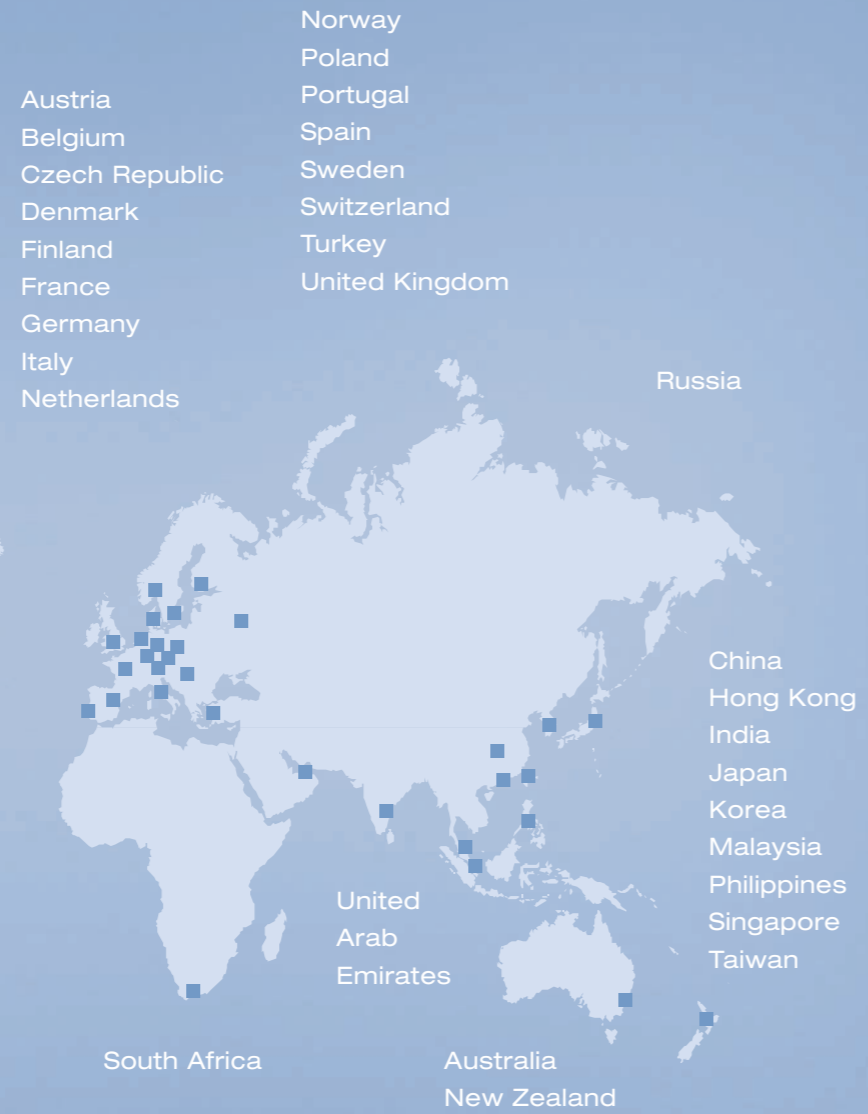 Austria
Belgium
Czech Republic
Denmark
Finland
France
Germany
Italy
Netherlands
Norway
Poland
Portugal
Spain
Sweden
Switzerland
Turkey
United Kingdom
Russia
China
Hong Kong
India
Japan
Korea
Malaysia
Philippines
Singapore
Taiwan
United
Arab
Emirates
South Africa
Australia
New Zealand